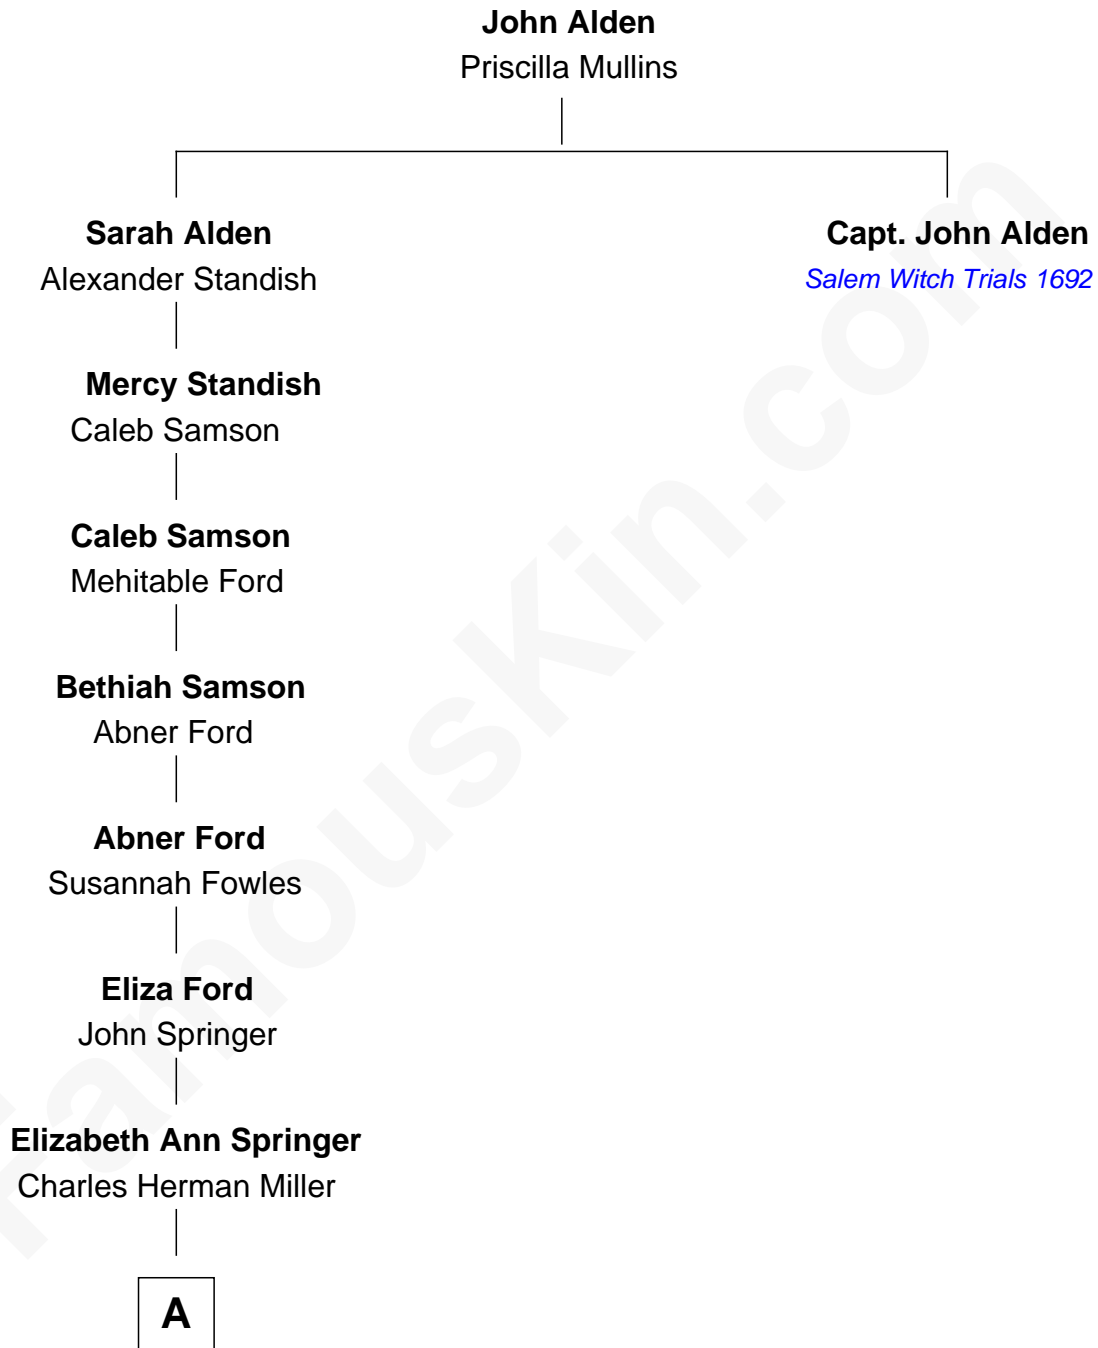 John Alden
Priscilla Mullins
Sarah Alden
Alexander Standish
Capt. John Alden
Salem Witch Trials 1692
Mercy Standish
Caleb Samson
Caleb Samson
Mehitable Ford
Bethiah Samson
Abner Ford
Abner Ford
Susannah Fowles
Eliza Ford
John Springer
Elizabeth Ann Springer
Charles Herman Miller
A
FamousKin.com